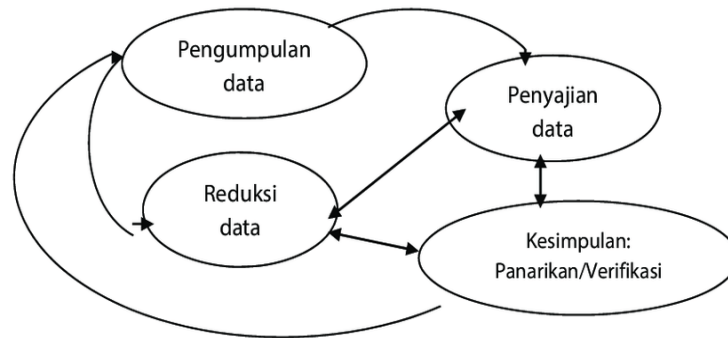 Pengumpulan
data
Penyajian
data
Reduksi
data
Kesimpulan:
Panarikan/Verifikasi